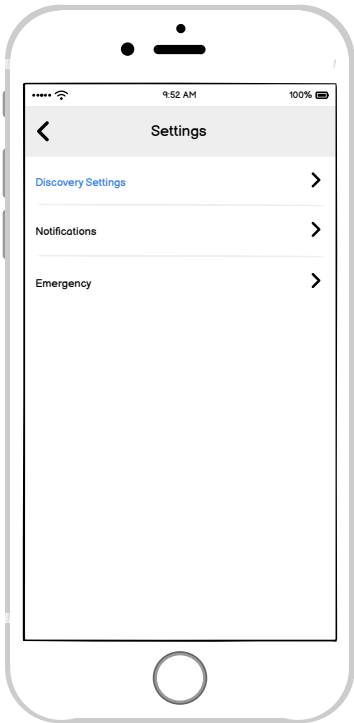 9:52 AM 100%
Settings
Discovery Settings
Notifications
Emergency